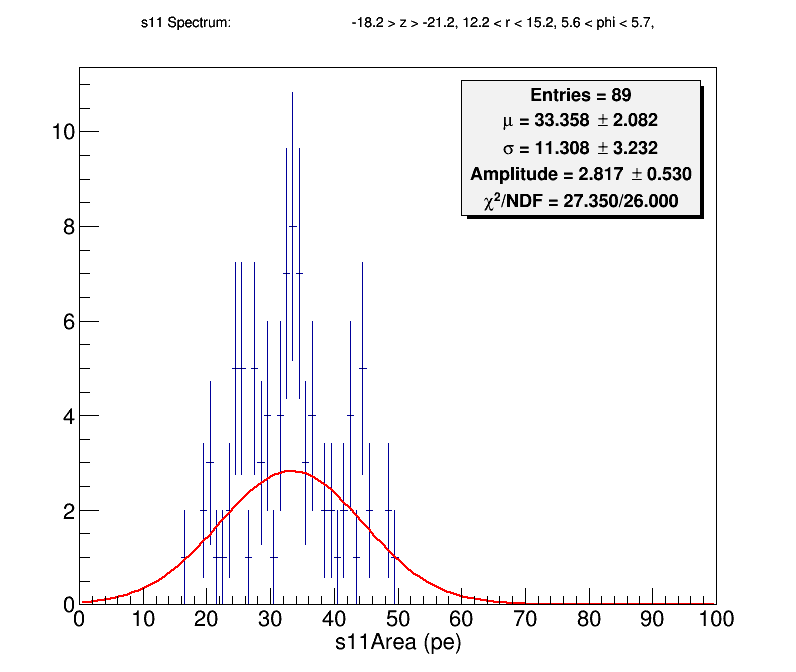 s11 Spectrum: -18.2 > z > -21.2, 12.2 < r < 15.2, 5.6 < phi < 5.7,
Entries = 89
μ = 33.358 ± 2.082
σ = 11.308 ± 3.232
Amplitude = 2.817 ± 0.530
χ²/NDF = 27.350/26.000
10
8
6
4
2
0
0 10 20 30 40 50 60 70 80 90 100
s11Area (pe)